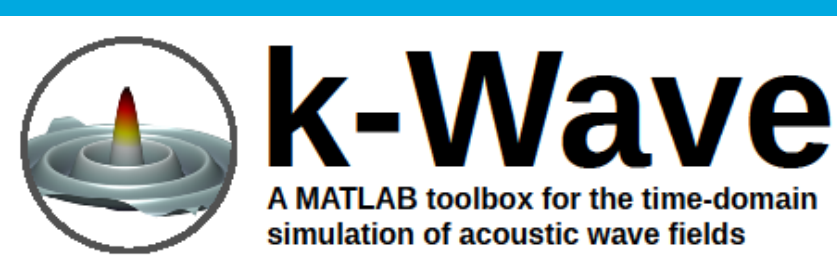 k-Wave
A MATLAB toolbox for the time-domain
simulation of acoustic wave fields